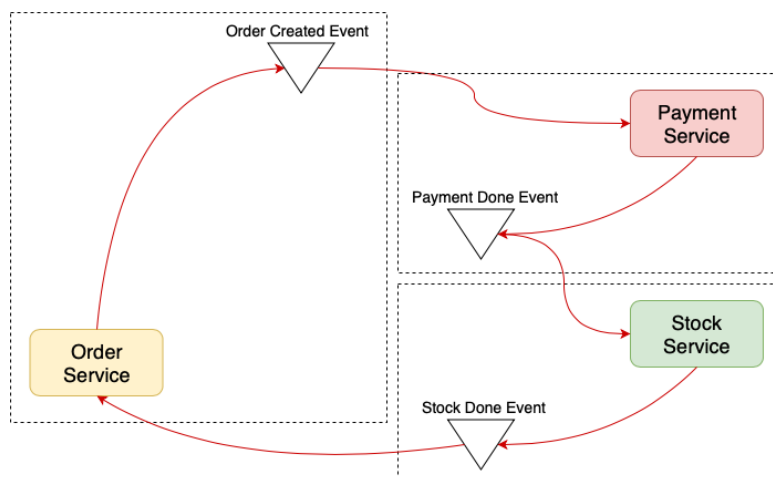 Order Created Event
Payment
Service
Payment Done Event
Stock
Service
Order
Service
Stock Done Event